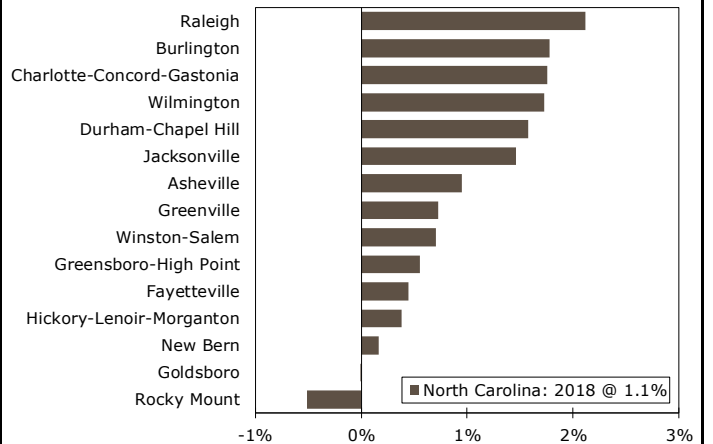 Raleigh
Burlington
Charlotte-Concord-Gastonia
Wilmington
Durham-Chapel Hill
Jacksonville
Asheville
Greenville
Winston-Salem
Greensboro-High Point
Fayetteville
Hickory-Lenoir-Morganton
New Bern
Goldsboro
Rocky Mount
North Carolina: 2018 @ 1.1%
-1% 0% 1% 2% 3%